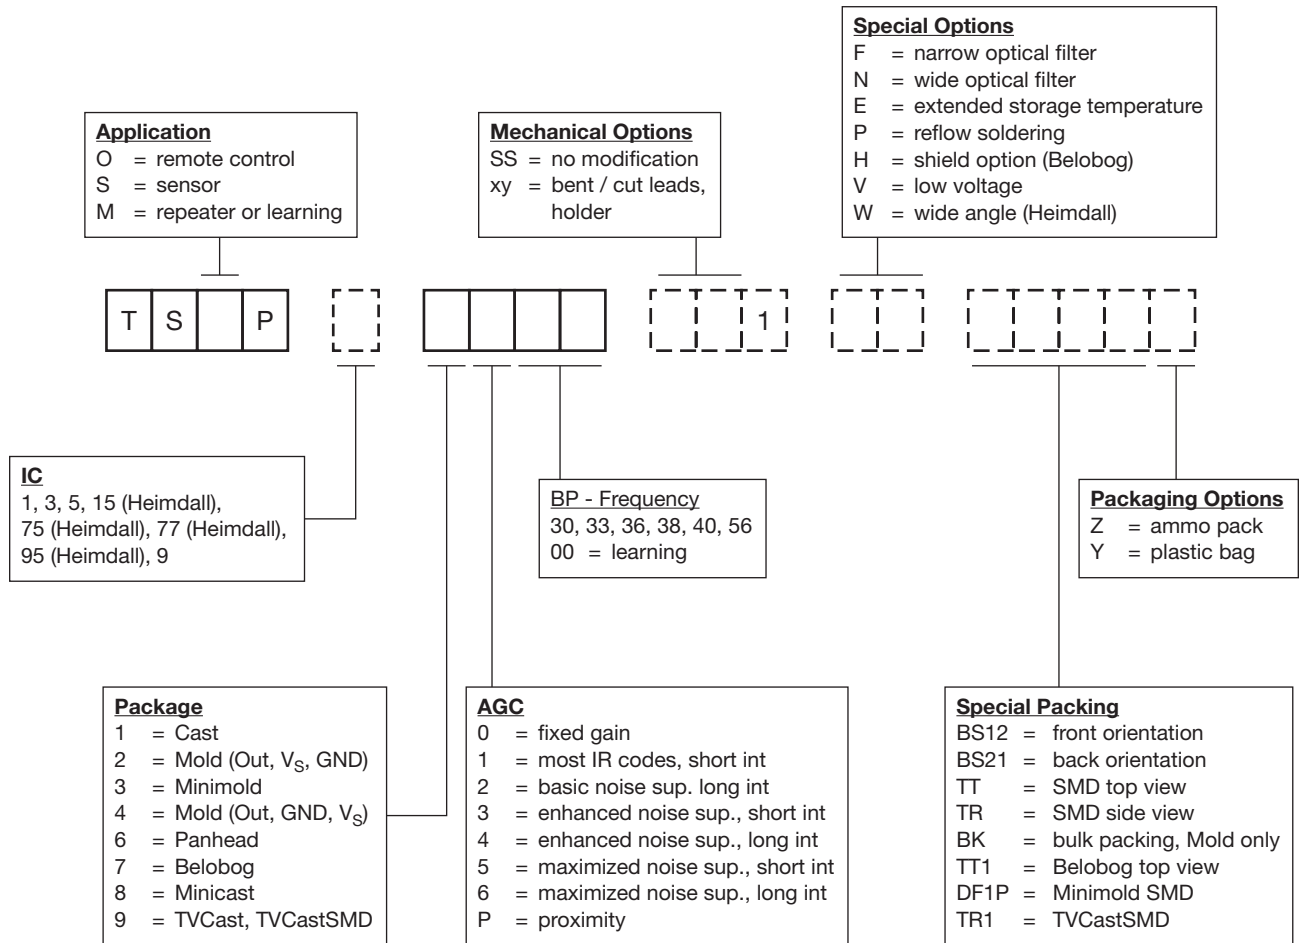 Special Options
F = narrow optical filter
N = wide optical filter
E = extended storage temperature
P = reflow soldering
H = shield option (Belobog)
V = low voltage
W = wide angle (Heimdall)
Application
O = remote control
S = sensor
M = repeater or learning
Mechanical Options
SS = no modification
xy = bent / cut leads,
holder
T S P 1
IC
1, 3, 5, 15 (Heimdall),
75 (Heimdall), 77 (Heimdall),
95 (Heimdall), 9
BP - Frequency
30, 33, 36, 38, 40, 56
00 = learning
Packaging Options
Z = ammo pack
Y = plastic bag
Package
1 = Cast
2 = Mold (Out, VS, GND)
3 = Minimold
4 = Mold (Out, GND, VS)
6 = Panhead
7 = Belobog
8 = Minicast
9 = TVCast, TVCastSMD
AGC
0 = fixed gain
1 = most IR codes, short int
2 = basic noise sup. long int
3 = enhanced noise sup., short int
4 = enhanced noise sup., long int
5 = maximized noise sup., short int
6 = maximized noise sup., long int
P = proximity
Special Packing
BS12 = front orientation
BS21 = back orientation
TT = SMD top view
TR = SMD side view
BK = bulk packing, Mold only
TT1 = Belobog top view
DF1P = Minimold SMD
TR1 = TVCastSMD